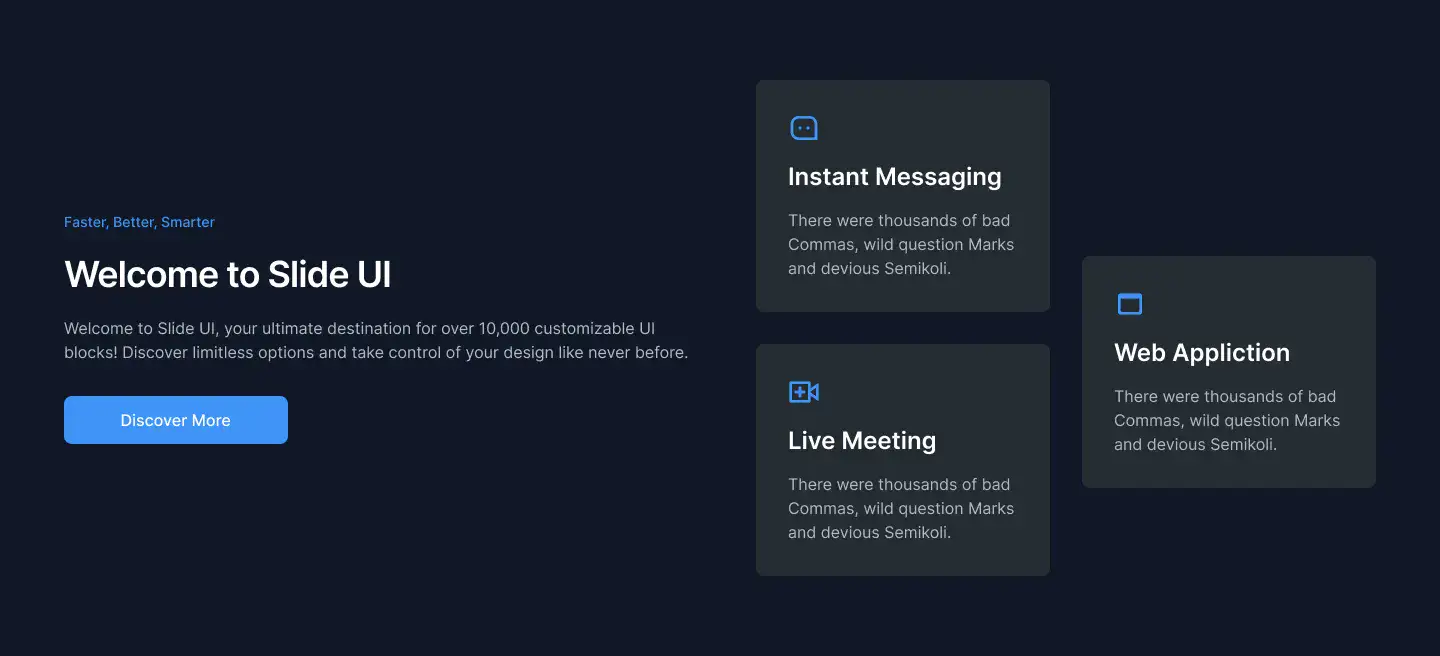 Faster, Better, Smarter
Welcome to Slide UI
Welcome to Slide UI, your ultimate destination for over 10,000 customizable UI
blocks! Discover limitless options and take control of your design like never before.
Discover More
Instant Messaging
There were thousands of bad
Commas, wild question Marks
and devious Semikoli.
Live Meeting
There were thousands of bad
Commas, wild question Marks
and devious Semikoli.
Web Appliction
There were thousands of bad
Commas, wild question Marks
and devious Semikoli.